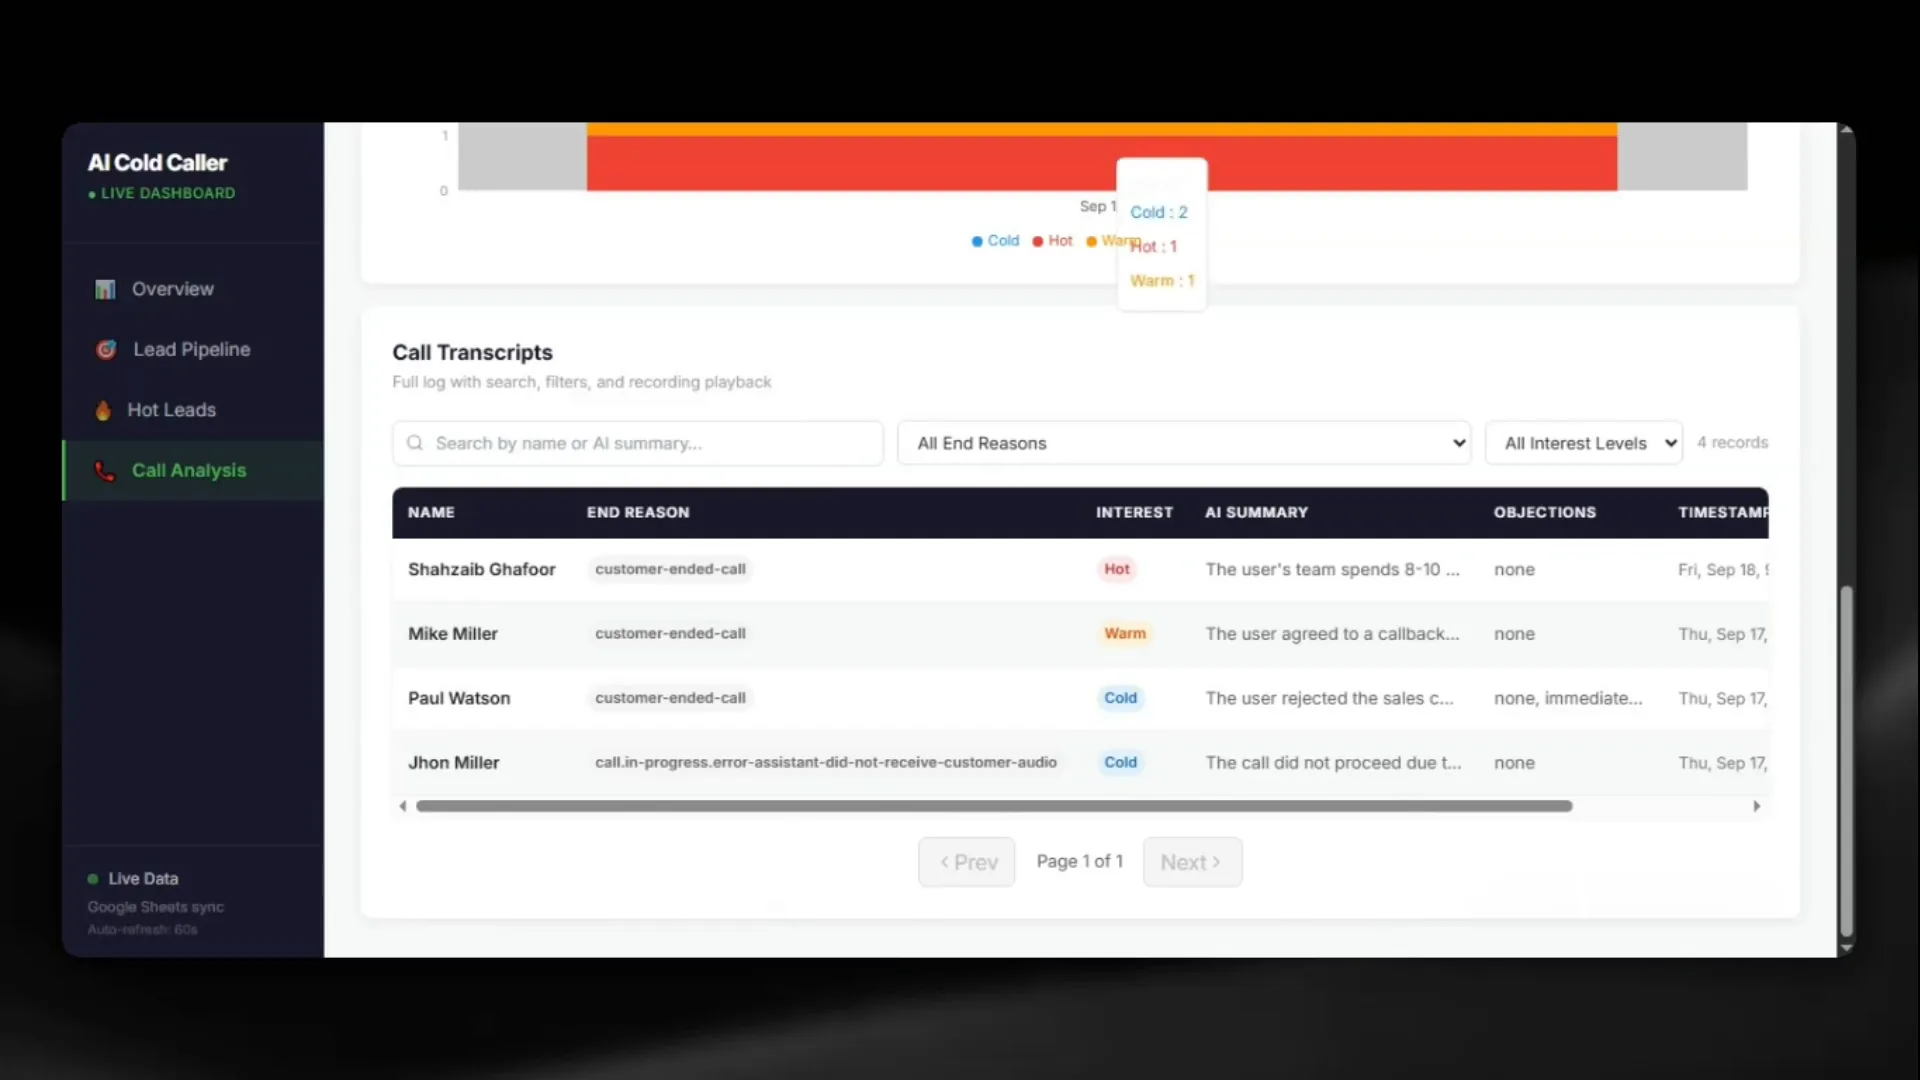 AI Cold Caller
LIVE DASHBOARD
Overview
Lead Pipeline
Hot Leads
Call Analysis
Live Data
Google Sheets sync
Auto-refresh: 60s
1
0
Sep 1
Cold
Hot
Warm
Cold : 2
Hot : 1
Warm : 1
Call Transcripts
Full log with search, filters, and recording playback
Search by name or AI summary...
All End Reasons
All Interest Levels
4 records
NAME END REASON INTEREST AI SUMMARY OBJECTIONS TIMESTAMP
Shahzaib Ghafoor customer-ended-call Hot The user's team spends 8-10 ... none Fri, Sep 18,
Mike Miller customer-ended-call Warm The user agreed to a callback... none Thu, Sep 17,
Paul Watson customer-ended-call Cold The user rejected the sales c... none, immediate... Thu, Sep 17,
Jhon Miller call.in-progress.error-assistant-did-not-receive-customer-audio Cold The call did not proceed due t... none Thu, Sep 17,
‹ Prev Page 1 of 1 Next ›